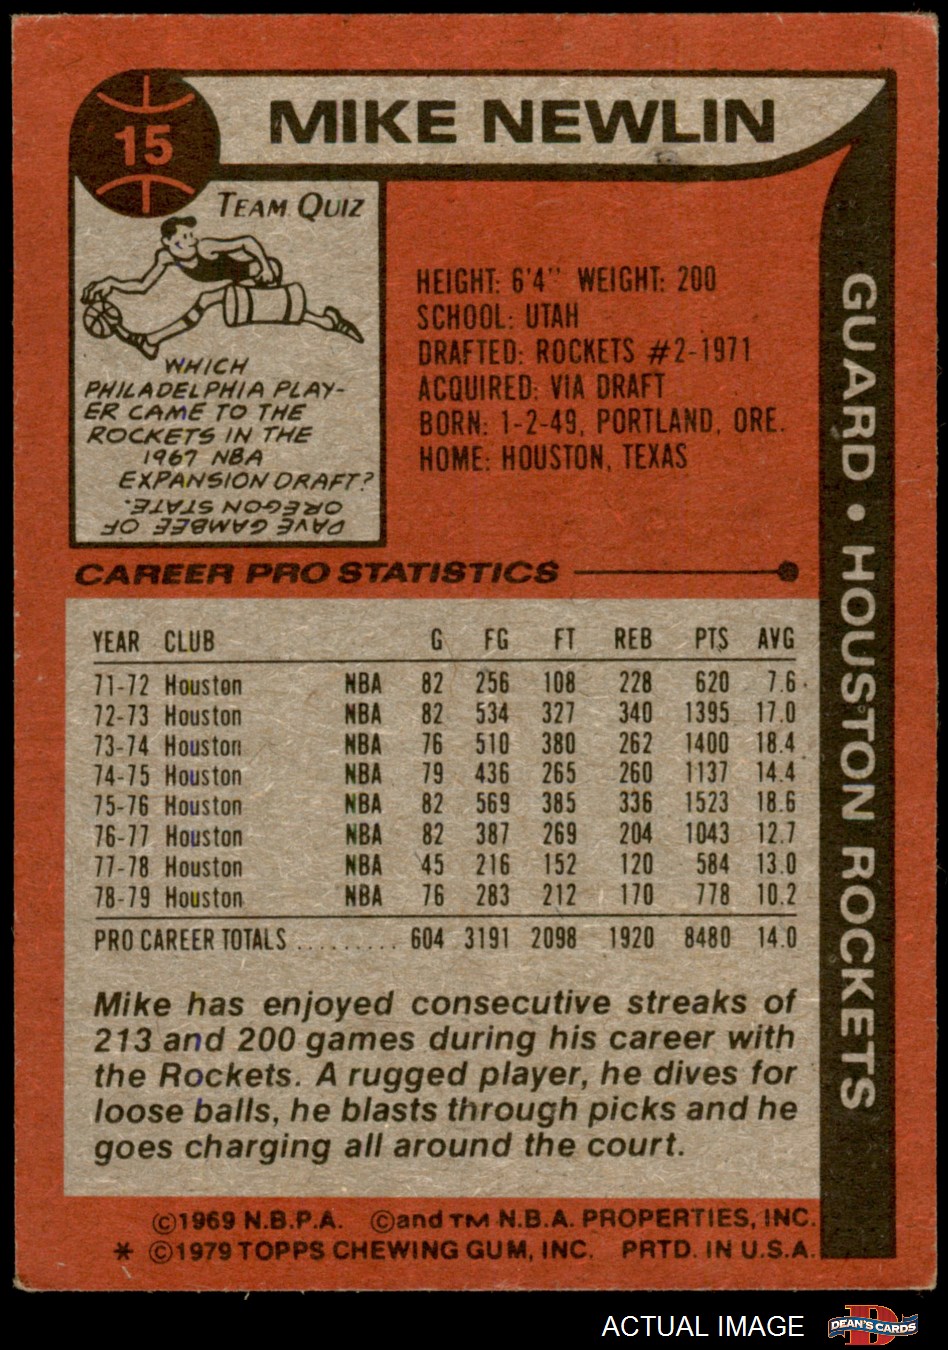 15
MIKE NEWLIN
TEAM QUIZ
WHICH
PHILADELPHIA PLAY-
ER CAME TO THE
ROCKETS IN THE
1967 NBA
EXPANSION DRAFT?
DAVE GAMBEE OF
OREGON STATE.
HEIGHT: 6'4" WEIGHT: 200
SCHOOL: UTAH
DRAFTED: ROCKETS #2-1971
ACQUIRED: VIA DRAFT
BORN: 1-2-49, PORTLAND, ORE.
HOME: HOUSTON, TEXAS
GUARD • HOUSTON ROCKETS
CAREER PRO STATISTICS
YEAR CLUB G FG FT REB PTS AVG
71-72 Houston NBA 82 256 108 228 620 7.6
72-73 Houston NBA 82 534 327 340 1395 17.0
73-74 Houston NBA 76 510 380 262 1400 18.4
74-75 Houston NBA 79 436 265 260 1137 14.4
75-76 Houston NBA 82 569 385 336 1523 18.6
76-77 Houston NBA 82 387 269 204 1043 12.7
77-78 Houston NBA 45 216 152 120 584 13.0
78-79 Houston NBA 76 283 212 170 778 10.2
PRO CAREER TOTALS ......... 604 3191 2098 1920 8480 14.0
Mike has enjoyed consecutive streaks of
213 and 200 games during his career with
the Rockets. A rugged player, he dives for
loose balls, he blasts through picks and he
goes charging all around the court.
©1969 N.B.P.A. ©and TM N.B.A. PROPERTIES, INC.
* ©1979 TOPPS CHEWING GUM, INC. PRTD. IN U.S.A.
ACTUAL IMAGE
D
DEAN'S CARDS